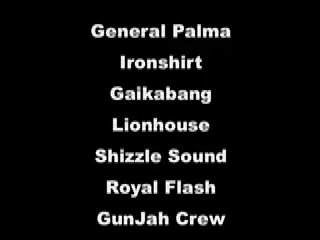 General Palma
Ironshirt
Gaikabang
Lionhouse
Shizzle Sound
Royal Flash
GunJah Crew